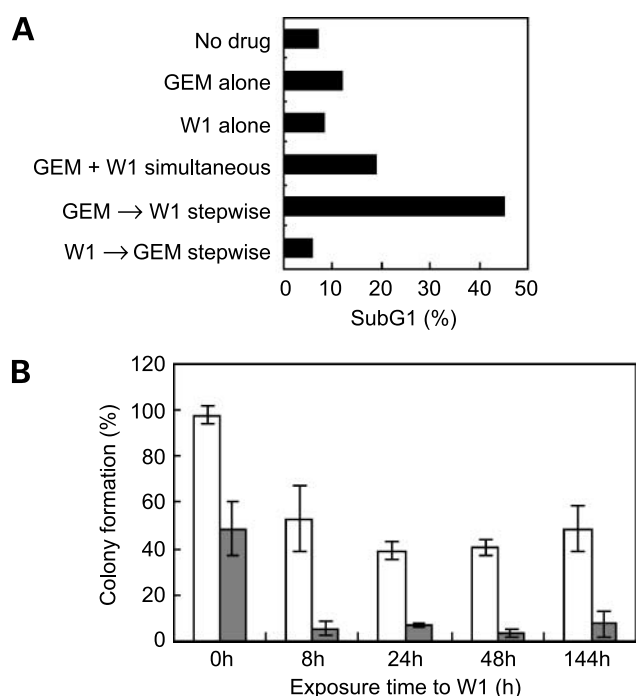 A
No drug
GEM alone
W1 alone
GEM + W1 simultaneous
GEM → W1 stepwise
W1 → GEM stepwise
0 10 20 30 40 50
SubG1 (%)
B
Colony formation (%)
120
100
80
60
40
20
0
0h 8h 24h 48h 144h
Exposure time to W1 (h)